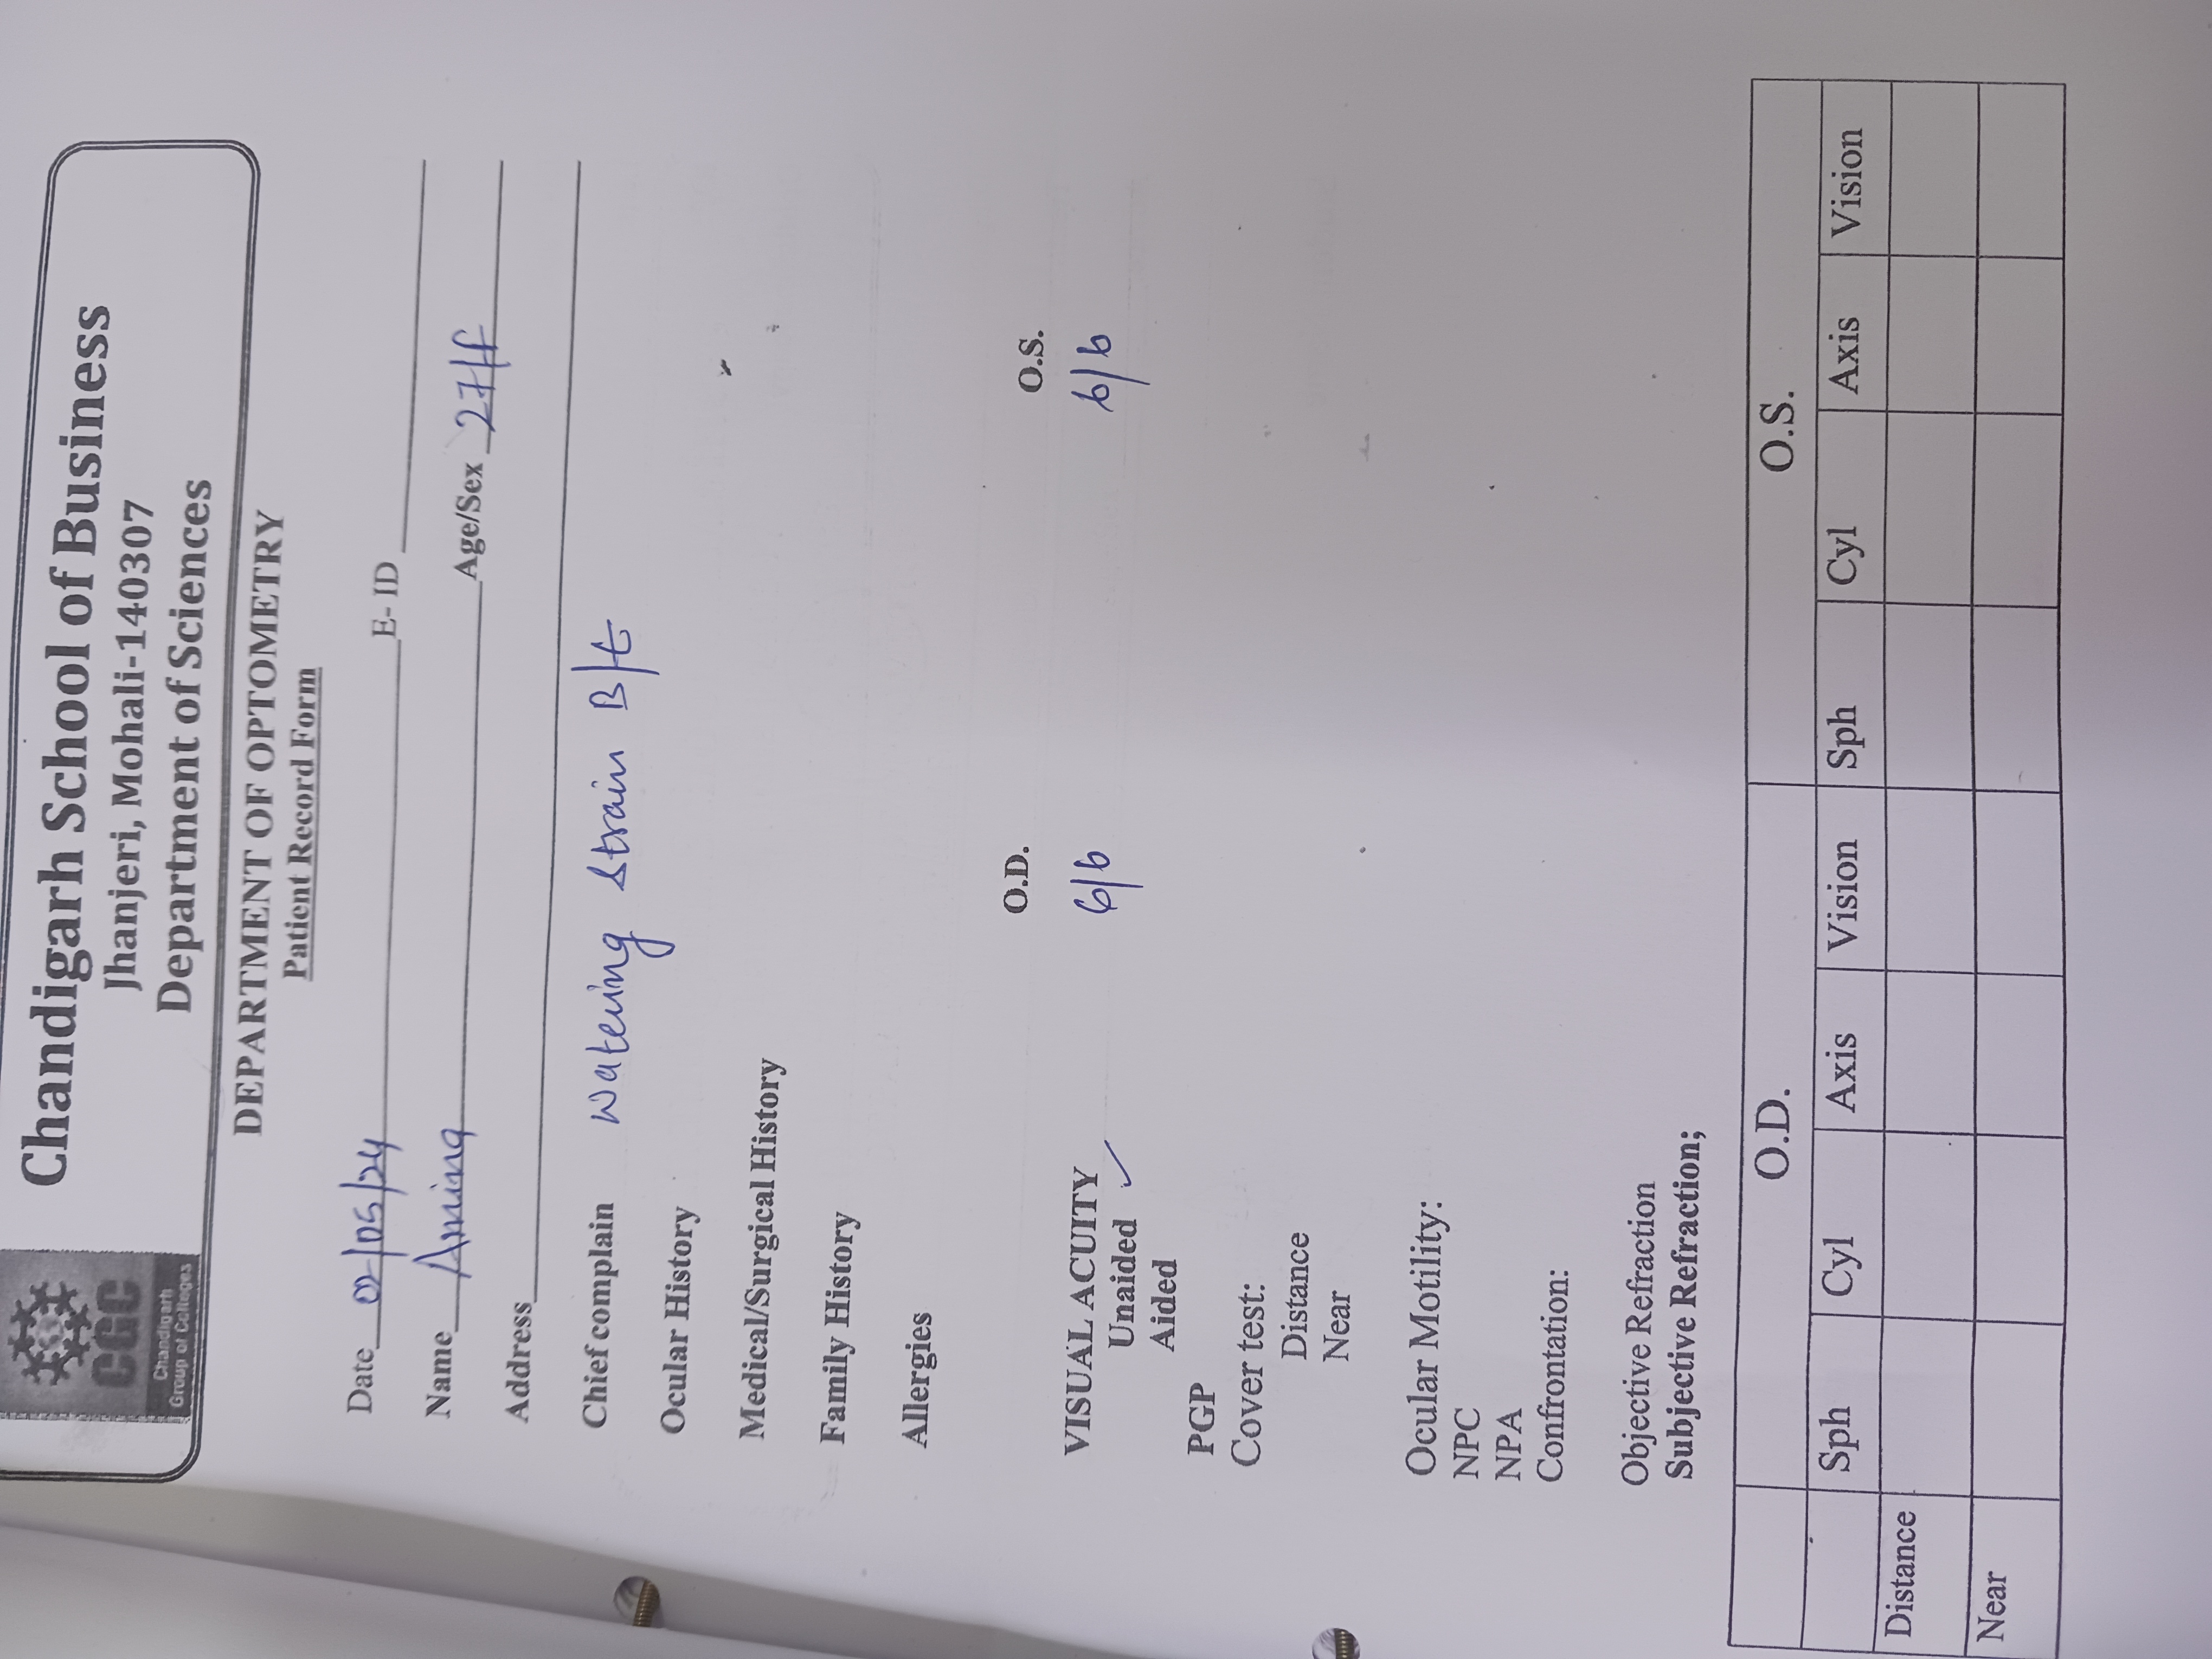 CGC
Chandigarh
Group of Colleges
Chandigarh School of Business
Jhanjeri, Mohali-140307
Department of Sciences
DEPARTMENT OF OPTOMETRY
Patient Record Form
Date 02/05/24 E- ID
Name Amina Age/Sex 27/f
Address
Chief complain Watering Strain B/E
Ocular History
Medical/Surgical History
Family History
Allergies
O.D. O.S.
VISUAL ACUITY 6/6 6/6
Unaided ✓
Aided
PGP
Cover test:
Distance
Near
Ocular Motility:
NPC
NPA
Confrontation:
Objective Refraction
Subjective Refraction;
O.D. O.S.
Sph Cyl Axis Vision Sph Cyl Axis Vision
Distance
Near